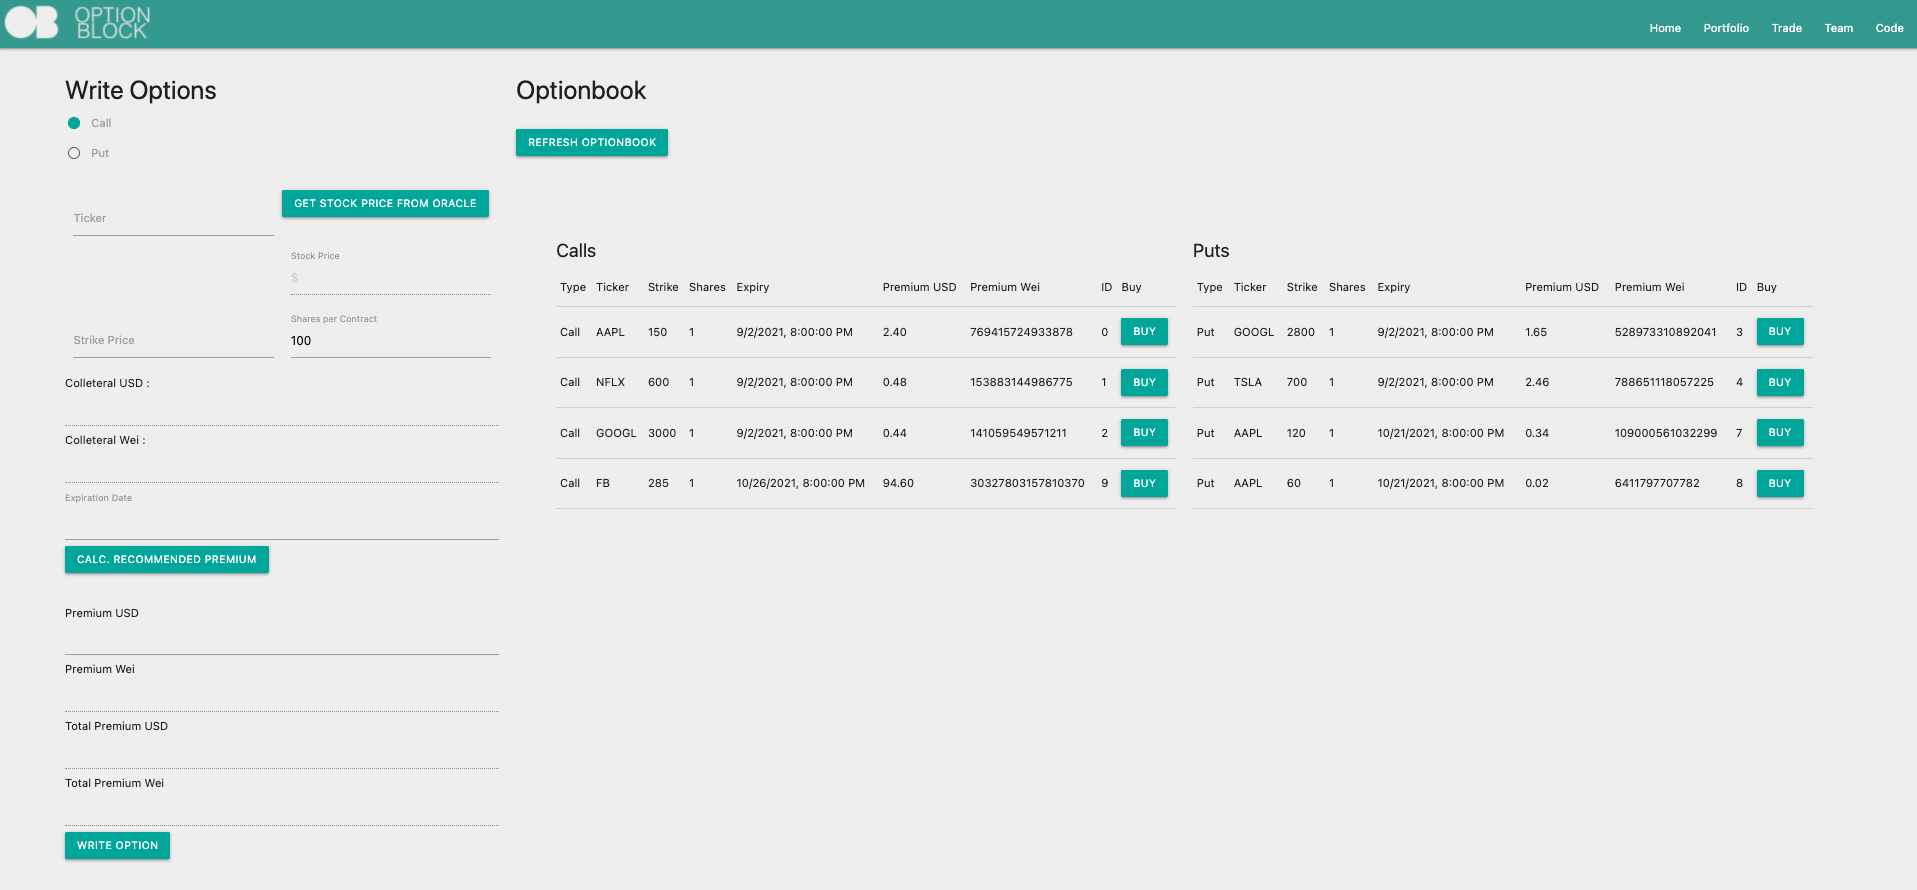 OB OPTION
BLOCK
Home Portfolio Trade Team Code
Write Options
Call
Put
Ticker
GET STOCK PRICE FROM ORACLE
Stock Price
$
Strike Price
Shares per Contract
100
Colleteral USD :
Colleteral Wei :
Expiration Date
CALC. RECOMMENDED PREMIUM
Premium USD
Premium Wei
Total Premium USD
Total Premium Wei
WRITE OPTION
Optionbook
REFRESH OPTIONBOOK
Calls
Type Ticker Strike Shares Expiry Premium USD Premium Wei ID Buy
Call AAPL 150 1 9/2/2021, 8:00:00 PM 2.40 769415724933878 0 BUY
Call NFLX 600 1 9/2/2021, 8:00:00 PM 0.48 153883144986775 1 BUY
Call GOOGL 3000 1 9/2/2021, 8:00:00 PM 0.44 141059549571211 2 BUY
Call FB 285 1 10/26/2021, 8:00:00 PM 94.60 30327803157810370 9 BUY
Puts
Type Ticker Strike Shares Expiry Premium USD Premium Wei ID Buy
Put GOOGL 2800 1 9/2/2021, 8:00:00 PM 1.65 528973310892041 3 BUY
Put TSLA 700 1 9/2/2021, 8:00:00 PM 2.46 788651118057225 4 BUY
Put AAPL 120 1 10/21/2021, 8:00:00 PM 0.34 109000561032299 7 BUY
Put AAPL 60 1 10/21/2021, 8:00:00 PM 0.02 6411797707782 8 BUY